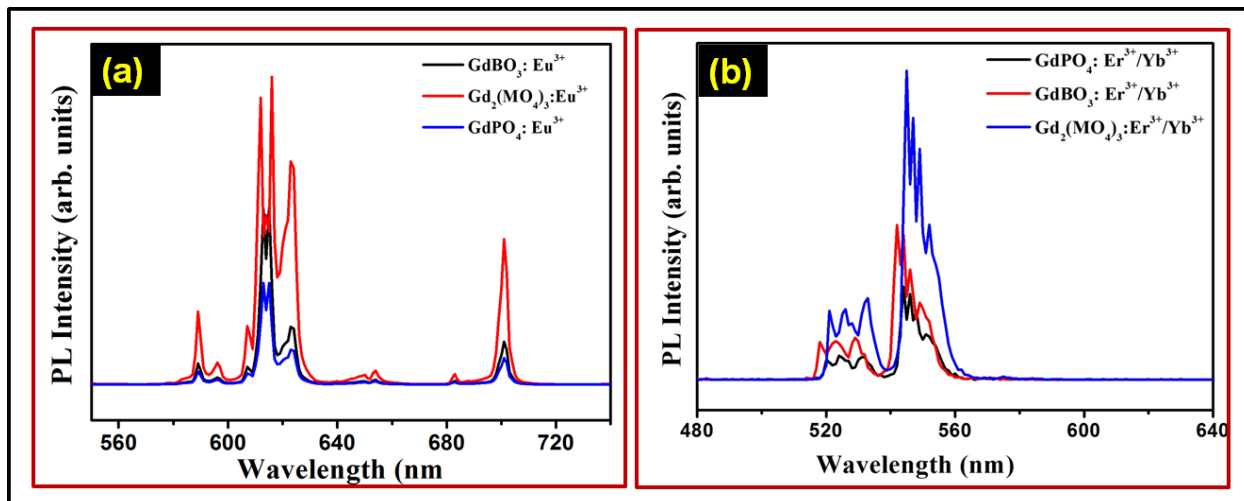 (a)
GdBO₃: Eu³⁺
Gd₂(MO₄)₃:Eu³⁺
GdPO₄: Eu³⁺
PL Intensity (arb. units)
560 600 640 680 720
Wavelength (nm
(b)
GdPO₄: Er³⁺/Yb³⁺
GdBO₃: Er³⁺/Yb³⁺
Gd₂(MO₄)₃:Er³⁺/Yb³⁺
PL Intensity (arb. units)
480 520 560 600 640
Wavelength (nm)